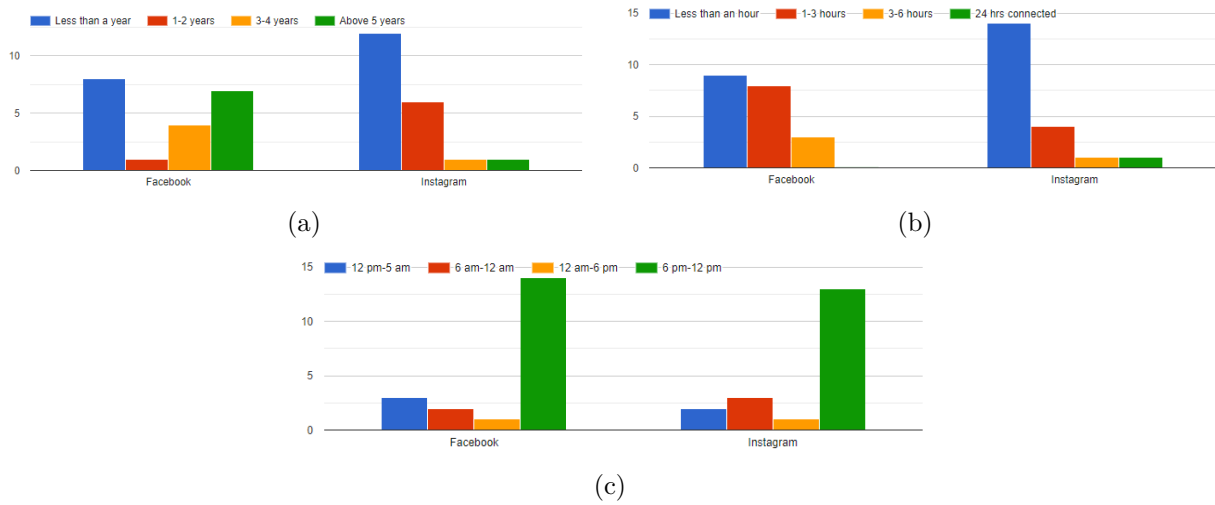 Less than a year 1-2 years 3-4 years Above 5 years
10
5
0
Facebook Instagram
(a)
15 Less than an hour 1-3 hours 3-6 hours 24 hrs connected
10
5
0
Facebook Instagram
(b)
15 12 pm-5 am 6 am-12 am 12 am-6 pm 6 pm-12 pm
10
5
0
Facebook Instagram
(c)